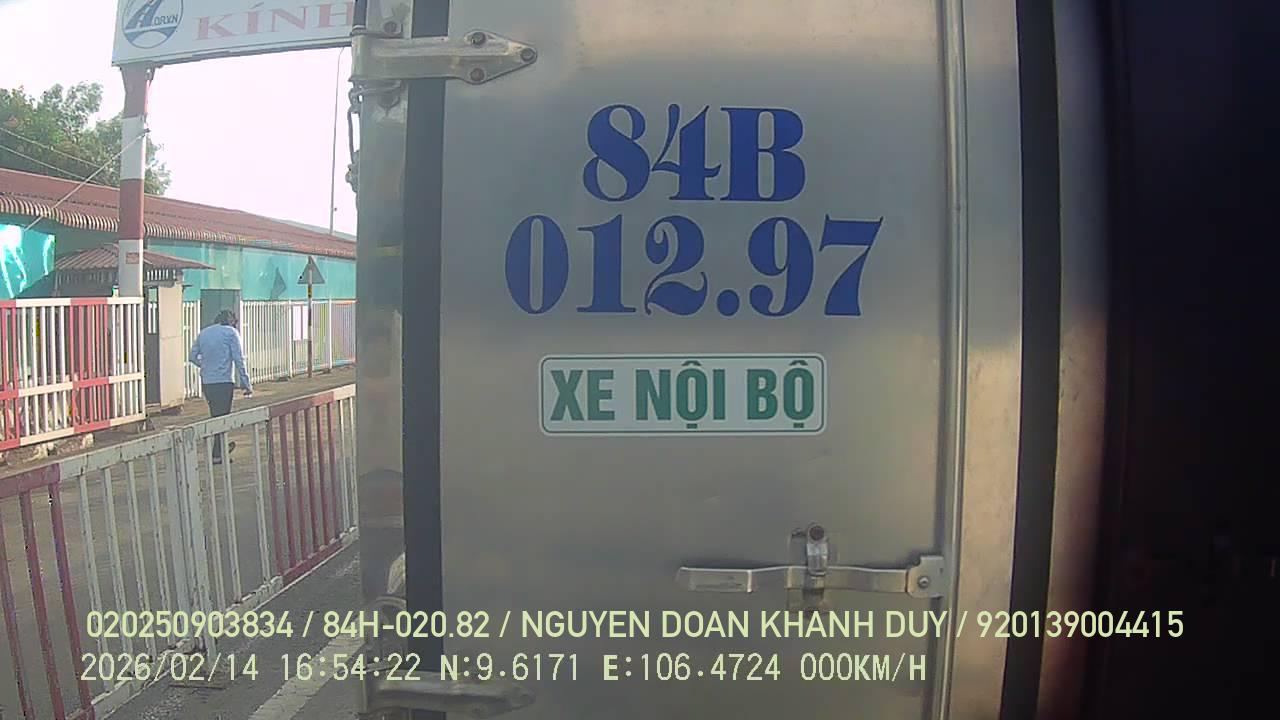 DRVN
KÍNH
84B
012.97
XE NỘI BỘ
020250903834 / 84H-020.82 / NGUYEN DOAN KHANH DUY / 920139004415
2026/02/14 16:54:22 N:9.6171 E:106.4724 000KM/H